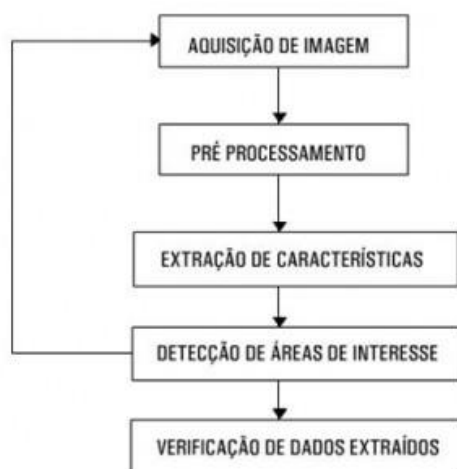 AQUISIÇÃO DE IMAGEM
PRÉ PROCESSAMENTO
EXTRAÇÃO DE CARACTERÍSTICAS
DETECÇÃO DE ÁREAS DE INTERESSE
VERIFICAÇÃO DE DADOS EXTRAÍDOS